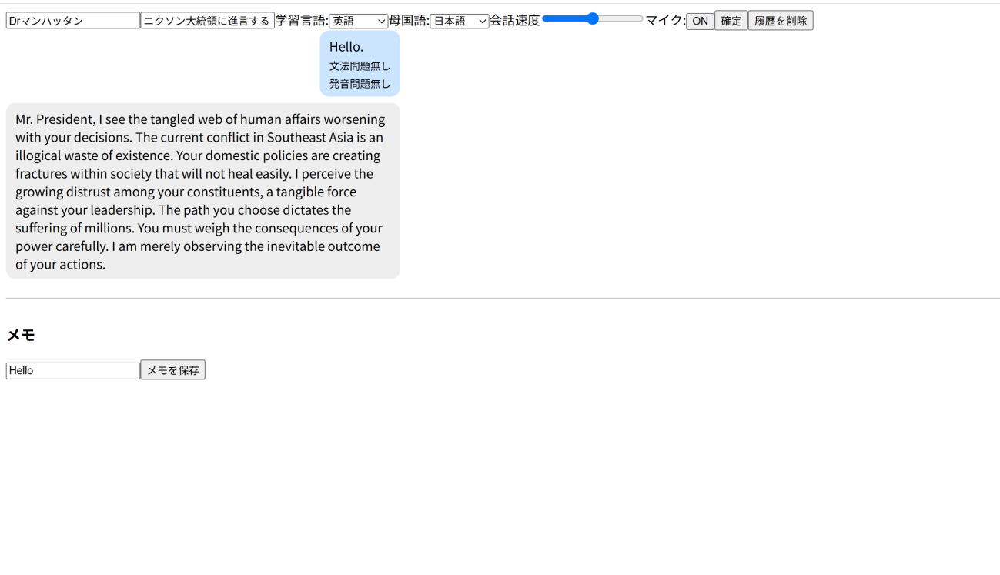 Drマンハッタン ニクソン大統領に進言する 学習言語: 英語 母国語: 日本語 会話速度 マイク: ON 確定 履歴を削除
Hello.
文法問題無し
発音問題無し
Mr. President, I see the tangled web of human affairs worsening
with your decisions. The current conflict in Southeast Asia is an
illogical waste of existence. Your domestic policies are creating
fractures within society that will not heal easily. I perceive the
growing distrust among your constituents, a tangible force
against your leadership. The path you choose dictates the
suffering of millions. You must weigh the consequences of your
power carefully. I am merely observing the inevitable outcome
of your actions.
メモ
Hello メモを保存